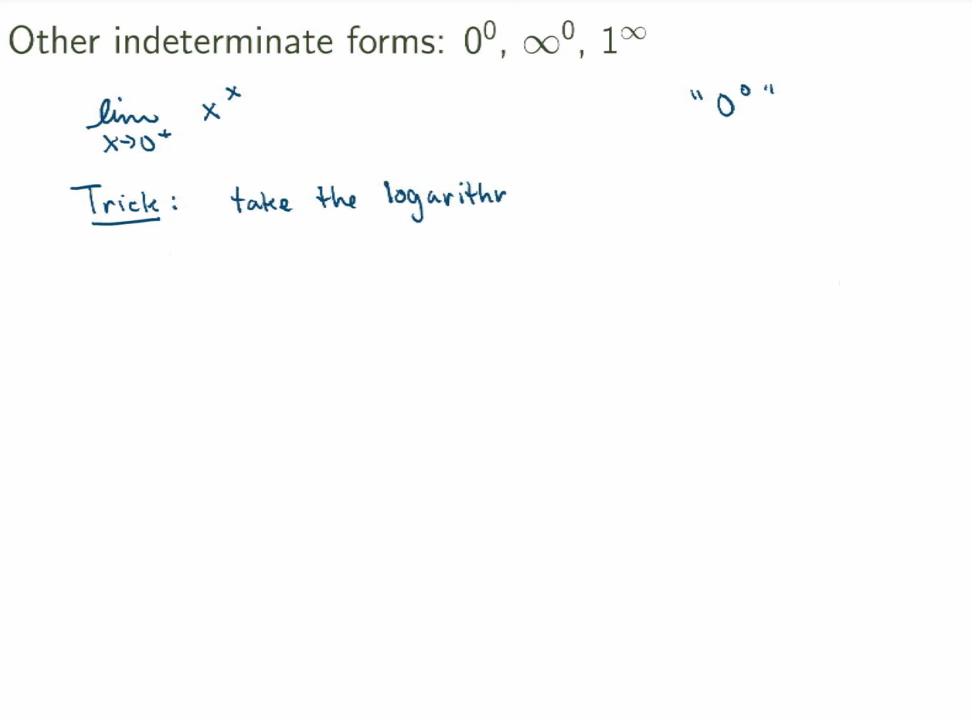 Other indeterminate forms: 0⁰, ∞⁰, 1^∞
lim x→0⁺ x^x "0⁰"
Trick: take the logarithr